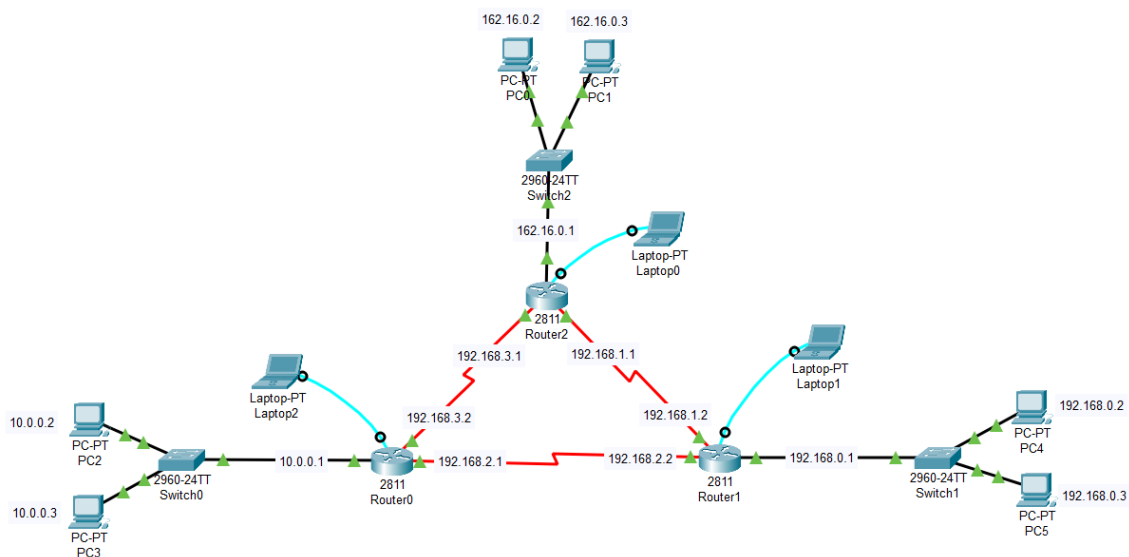 162.16.0.2
162.16.0.3
PC-PT
PC0
PC-PT
PC1
2960-24TT
Switch2
162.16.0.1
Laptop-PT
Laptop0
2811
Router2
192.168.3.1
192.168.1.1
Laptop-PT
Laptop1
Laptop-PT
Laptop2
192.168.3.2
192.168.1.2
10.0.0.2
PC-PT
PC2
192.168.0.2
PC-PT
PC4
2960-24TT
Switch0
10.0.0.1
2811
Router0
192.168.2.1
192.168.2.2
2811
Router1
192.168.0.1
2960-24TT
Switch1
10.0.0.3
PC-PT
PC3
192.168.0.3
PC-PT
PC5